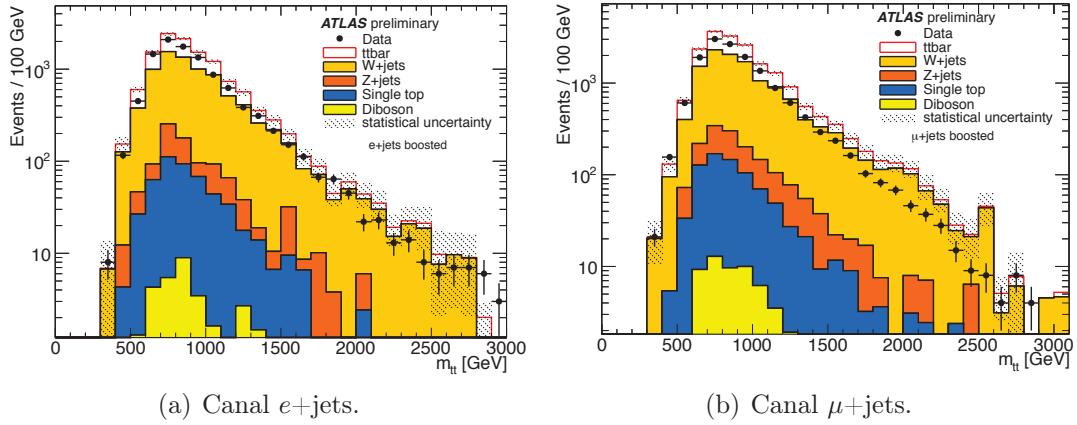 Events / 100 GeV
10³
10²
10
ATLAS preliminary
Data
ttbar
W+jets
Z+jets
Single top
Diboson
statistical uncertainty
e+jets boosted
0 500 1000 1500 2000 2500 3000
m_tt [GeV]
(a) Canal e+jets.
Events / 100 GeV
10⁴
10³
10²
10
ATLAS preliminary
Data
ttbar
W+jets
Z+jets
Single top
Diboson
statistical uncertainty
μ+jets boosted
0 500 1000 1500 2000 2500 3000
m_tt [GeV]
(b) Canal μ+jets.